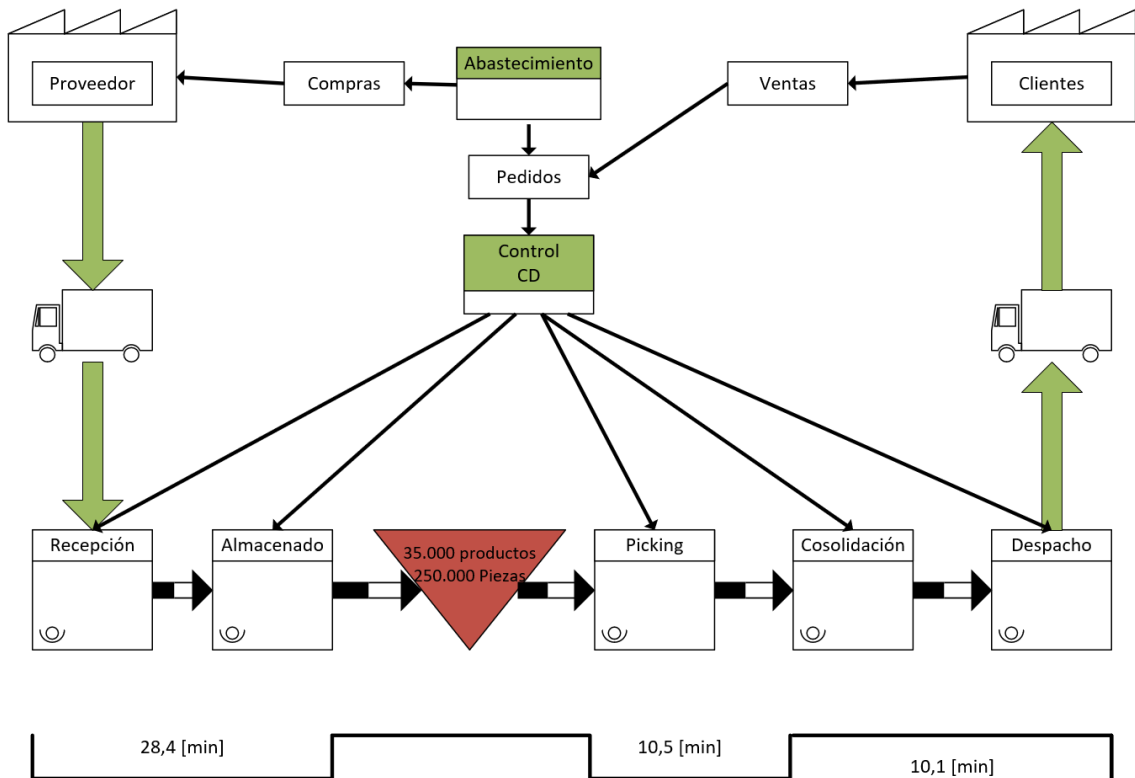 Proveedor
Compras
Abastecimiento
Ventas
Clientes
Pedidos
Control
CD
Recepción
Almacenado
35.000 productos
250.000 Piezas
Picking
Cosolidación
Despacho
28,4 [min]
10,5 [min]
10,1 [min]